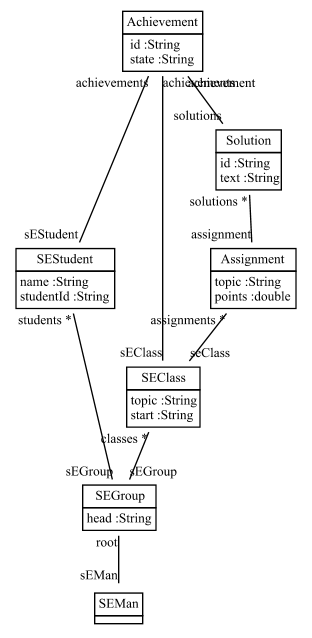 Achievement
id :String
state :String
achievements
achievements
achievement
solutions
Solution
id :String
text :String
solutions *
sEStudent
assignment
SEStudent
name :String
studentId :String
Assignment
topic :String
points :double
students *
assignments *
sEClass
seClass
SEClass
topic :String
start :String
classes *
sEGroup
sEGroup
SEGroup
head :String
root
sEMan
SEMan